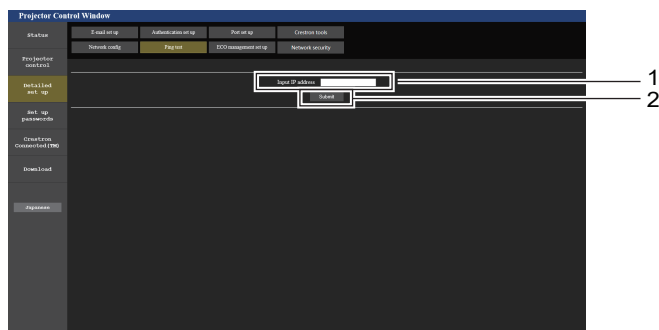 Projector Control Window
Status
E-mail set up
Authentication set up
Port set up
Crestron tools
Network config
Ping test
ECO management set up
Network security
Projector
control
Detailed
set up
Set up
passwords
Crestron
Connected(TM)
Download
Japanese
Input IP address
Submit
1
2